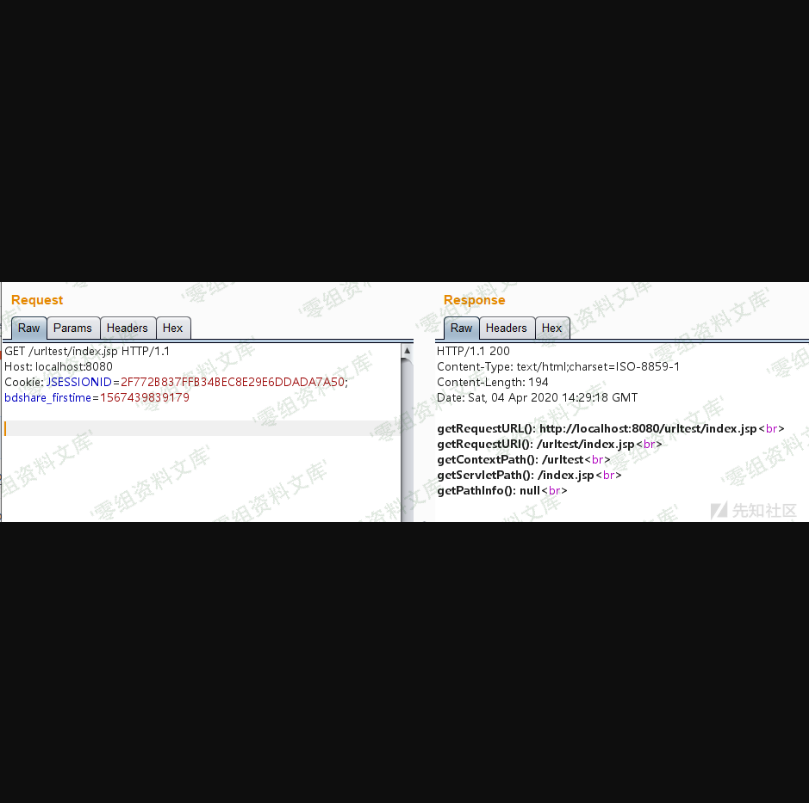 Request
Raw Params Headers Hex
GET /urltest/index.jsp HTTP/1.1
Host: localhost:8080
Cookie: JSESSIONID=2F772B837FFB34BEC8E29E6DDADA7A50;
bdshare_firstime=1567439839179
Response
Raw Headers Hex
HTTP/1.1 200
Content-Type: text/html;charset=ISO-8859-1
Content-Length: 194
Date: Sat, 04 Apr 2020 14:29:18 GMT
getRequestURL(): http://localhost:8080/urltest/index.jsp<br>
getRequestURI(): /urltest/index.jsp<br>
getContextPath(): /urltest<br>
getServletPath(): /index.jsp<br>
getPathInfo(): null<br>
'零组资料文库'
先知社区